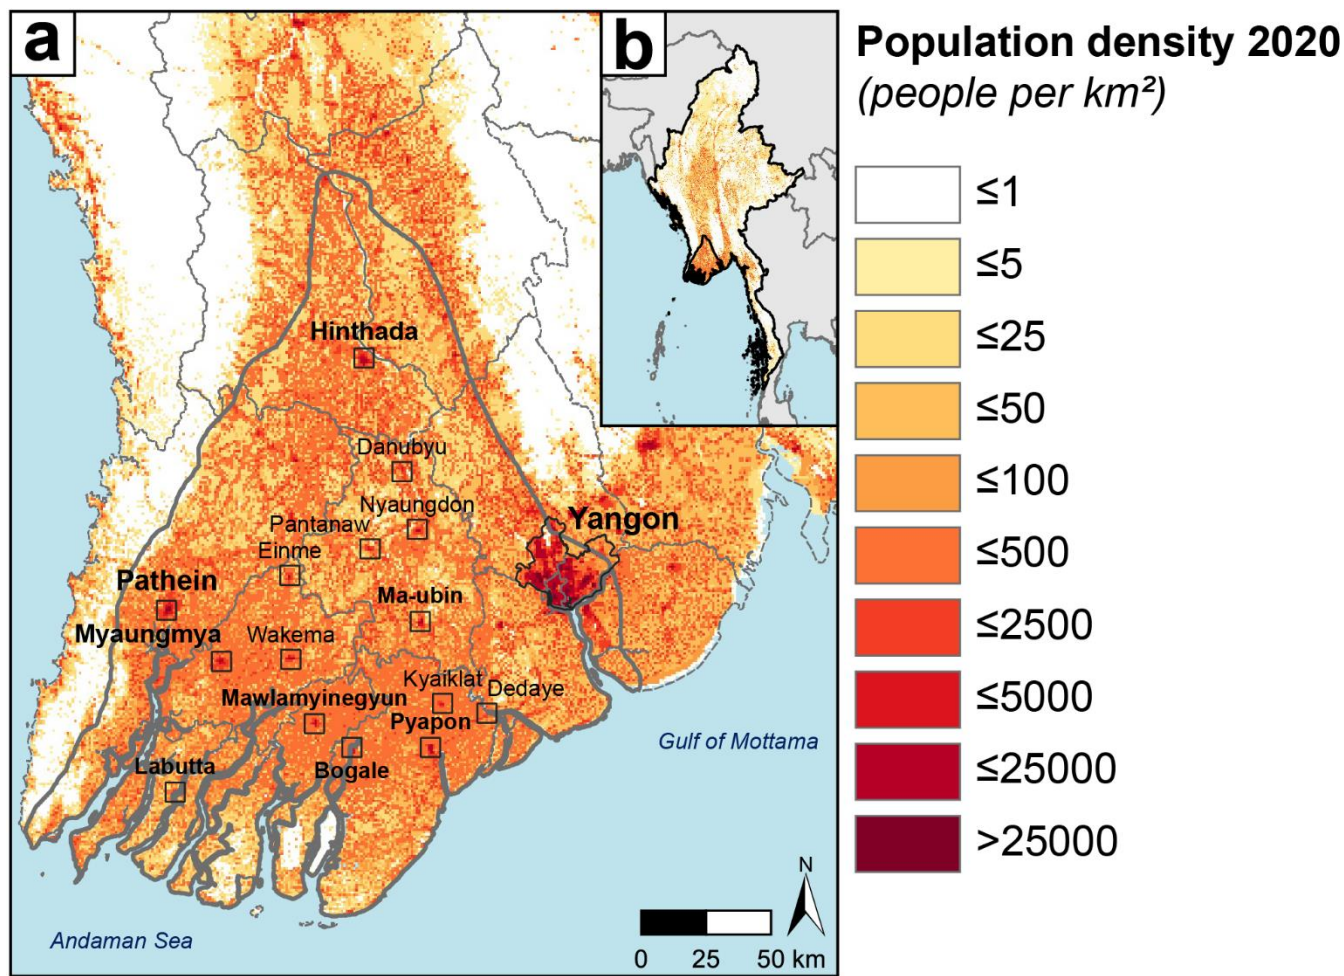 a
b
Population density 2020
(people per km²)
≤1
≤5
≤25
≤50
≤100
≤500
≤2500
≤5000
≤25000
>25000
Hinthada
Danubyu
Nyaungdon
Pantanaw
Einme
Yangon
Pathein
Ma-ubin
Myaungmya
Wakema
Kyaiklat
Dedaye
Mawlamyinegyun
Pyapon
Labutta
Bogale
Gulf of Mottama
Andaman Sea
N
0 25 50 km